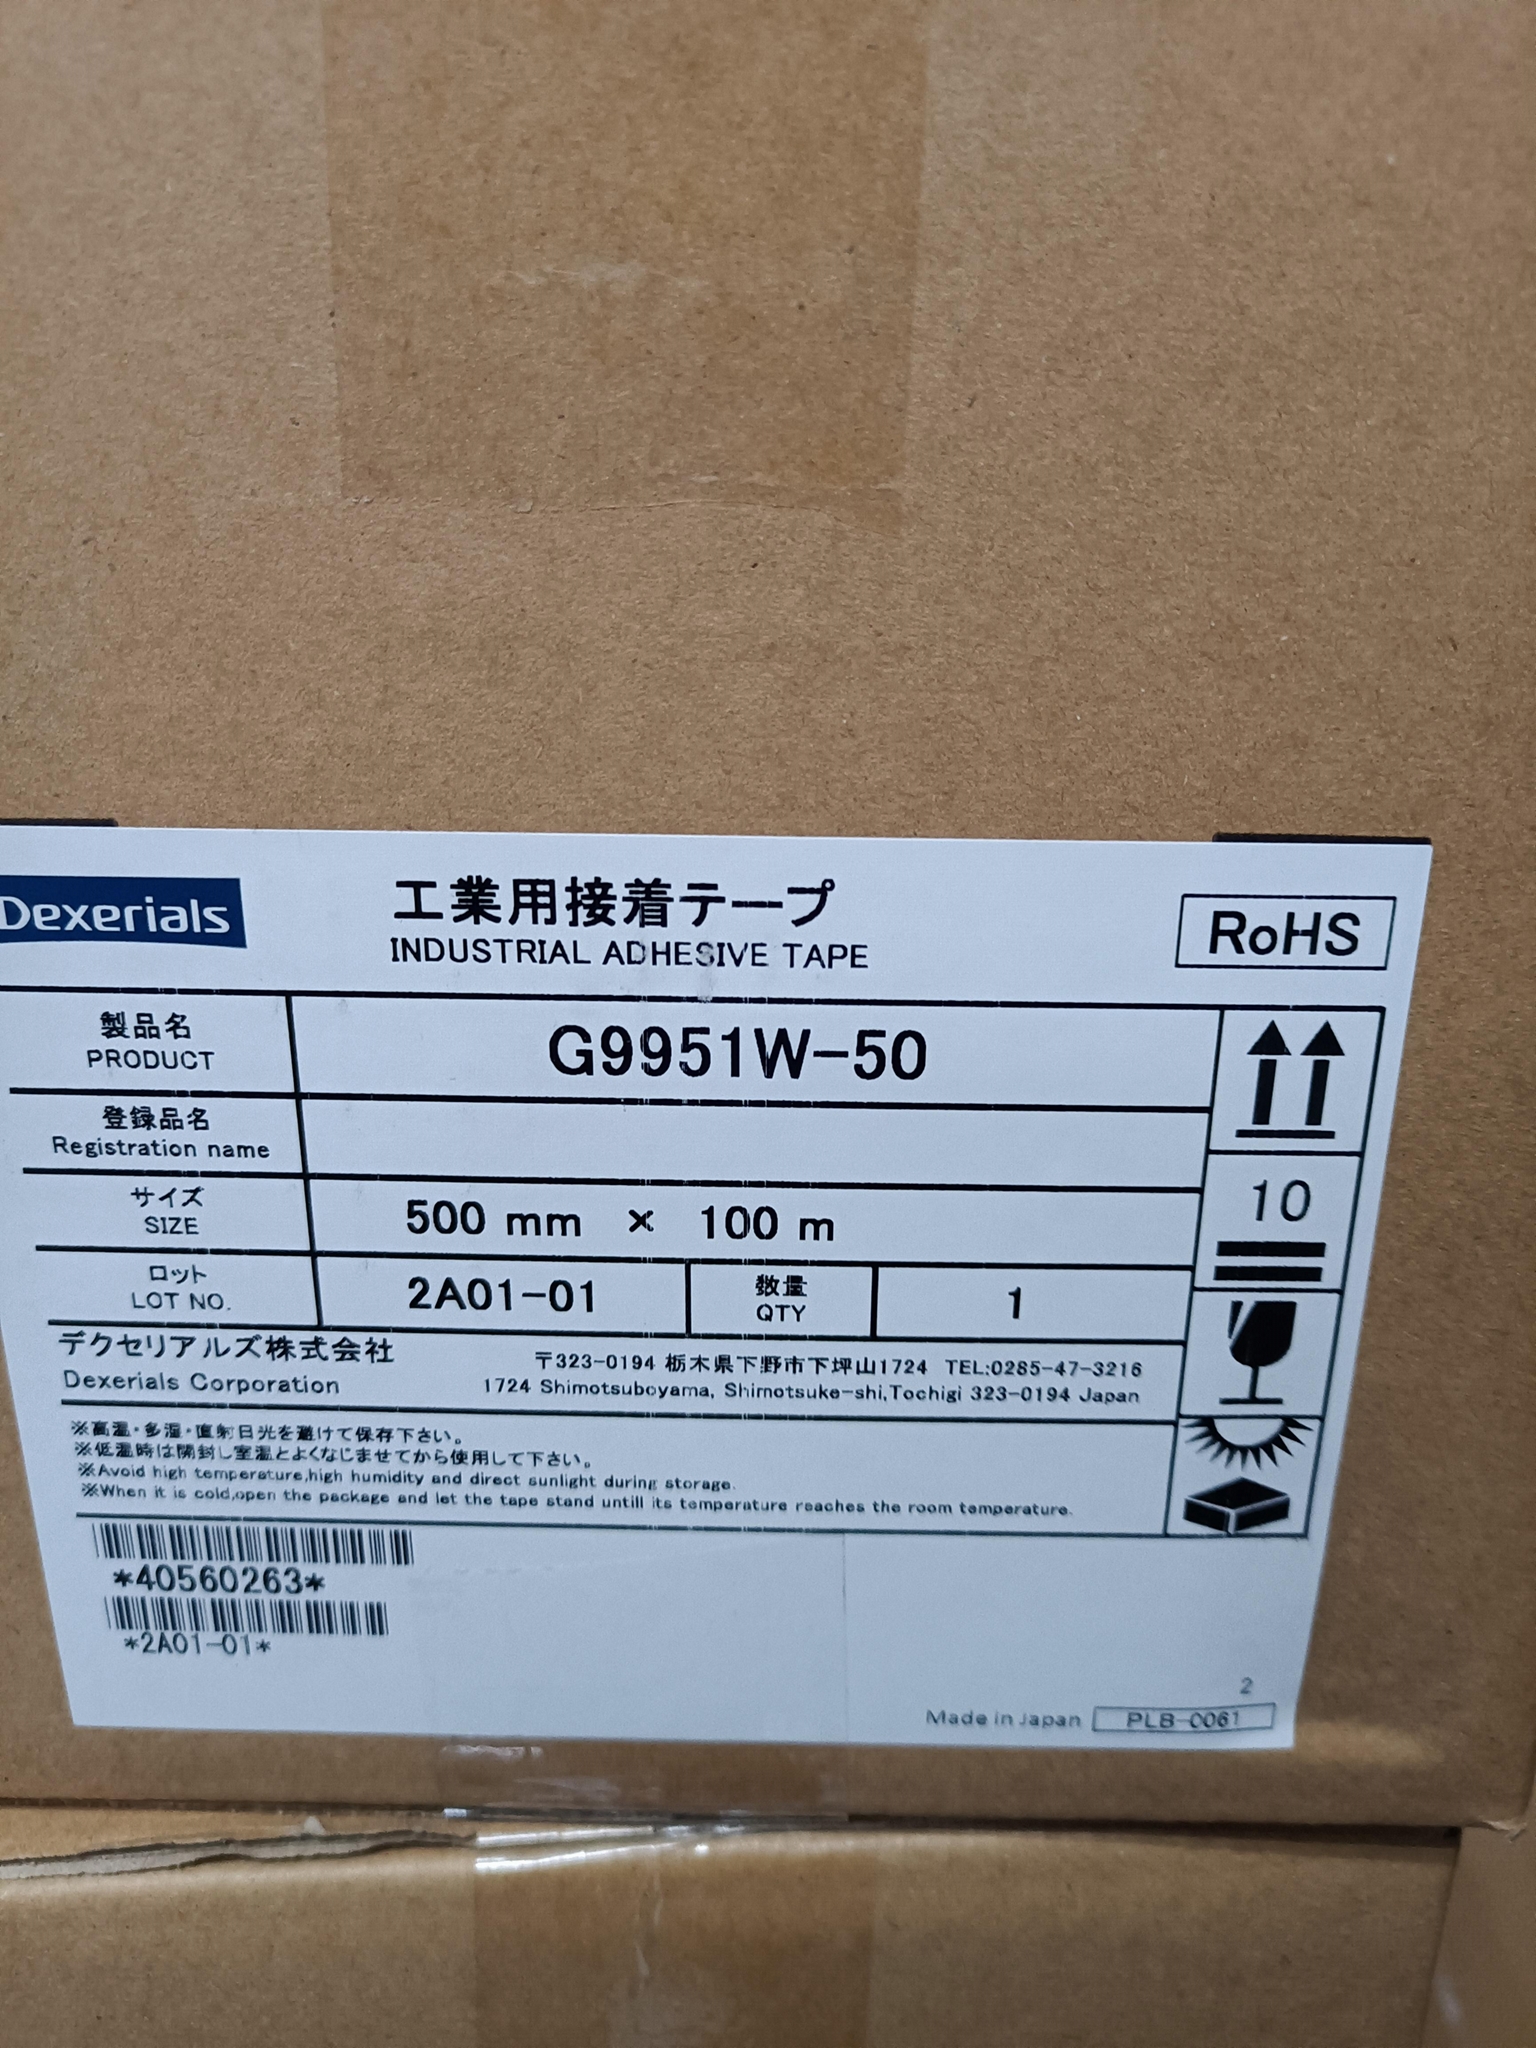 Dexerials
工業用接着テープ
INDUSTRIAL ADHESIVE TAPE
RoHS
製品名
PRODUCT
G9951W-50
登録品名
Registration name
サイズ
SIZE
500 mm × 100 m
10
ロット
LOT NO.
2A01-01
数量
QTY
1
デクセリアルズ株式会社
Dexerials Corporation
〒323-0194 栃木県下野市下坪山1724 TEL:0285-47-3216
1724 Shimotsuboyama, Shimotsuke-shi,Tochigi 323-0194 Japan
※高温・多湿・直射日光を避けて保存下さい。
※低温時は開封し室温とよくなじませてから使用して下さい。
※Avoid high temperature,high humidity and direct sunlight during storage.
※When it is cold,open the package and let the tape stand untill its temperature reaches the room temperature.
*40560263*
*2A01-01*
2
Made in Japan PLB-0061